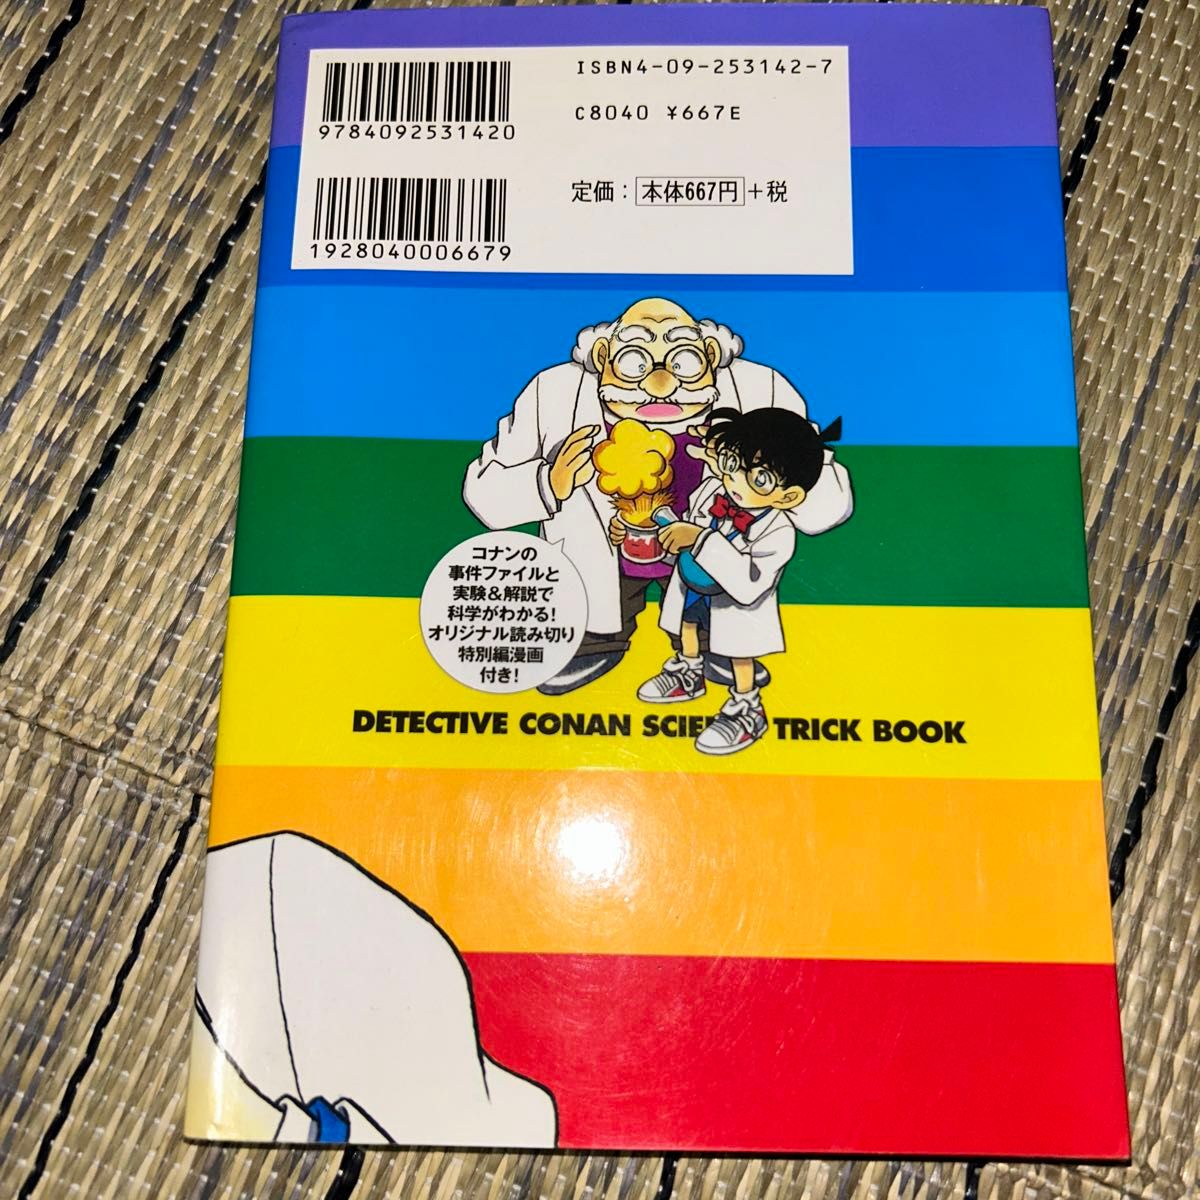 ISBN4-09-253142-7
C8040 ¥667E
9784092531420
定価：本体667円+税
1928040006679
コナンの
事件ファイルと
実験&解説で
科学がわかる!
オリジナル読み切り
特別編漫画
付き!
DETECTIVE CONAN SCIE TRICK BOOK